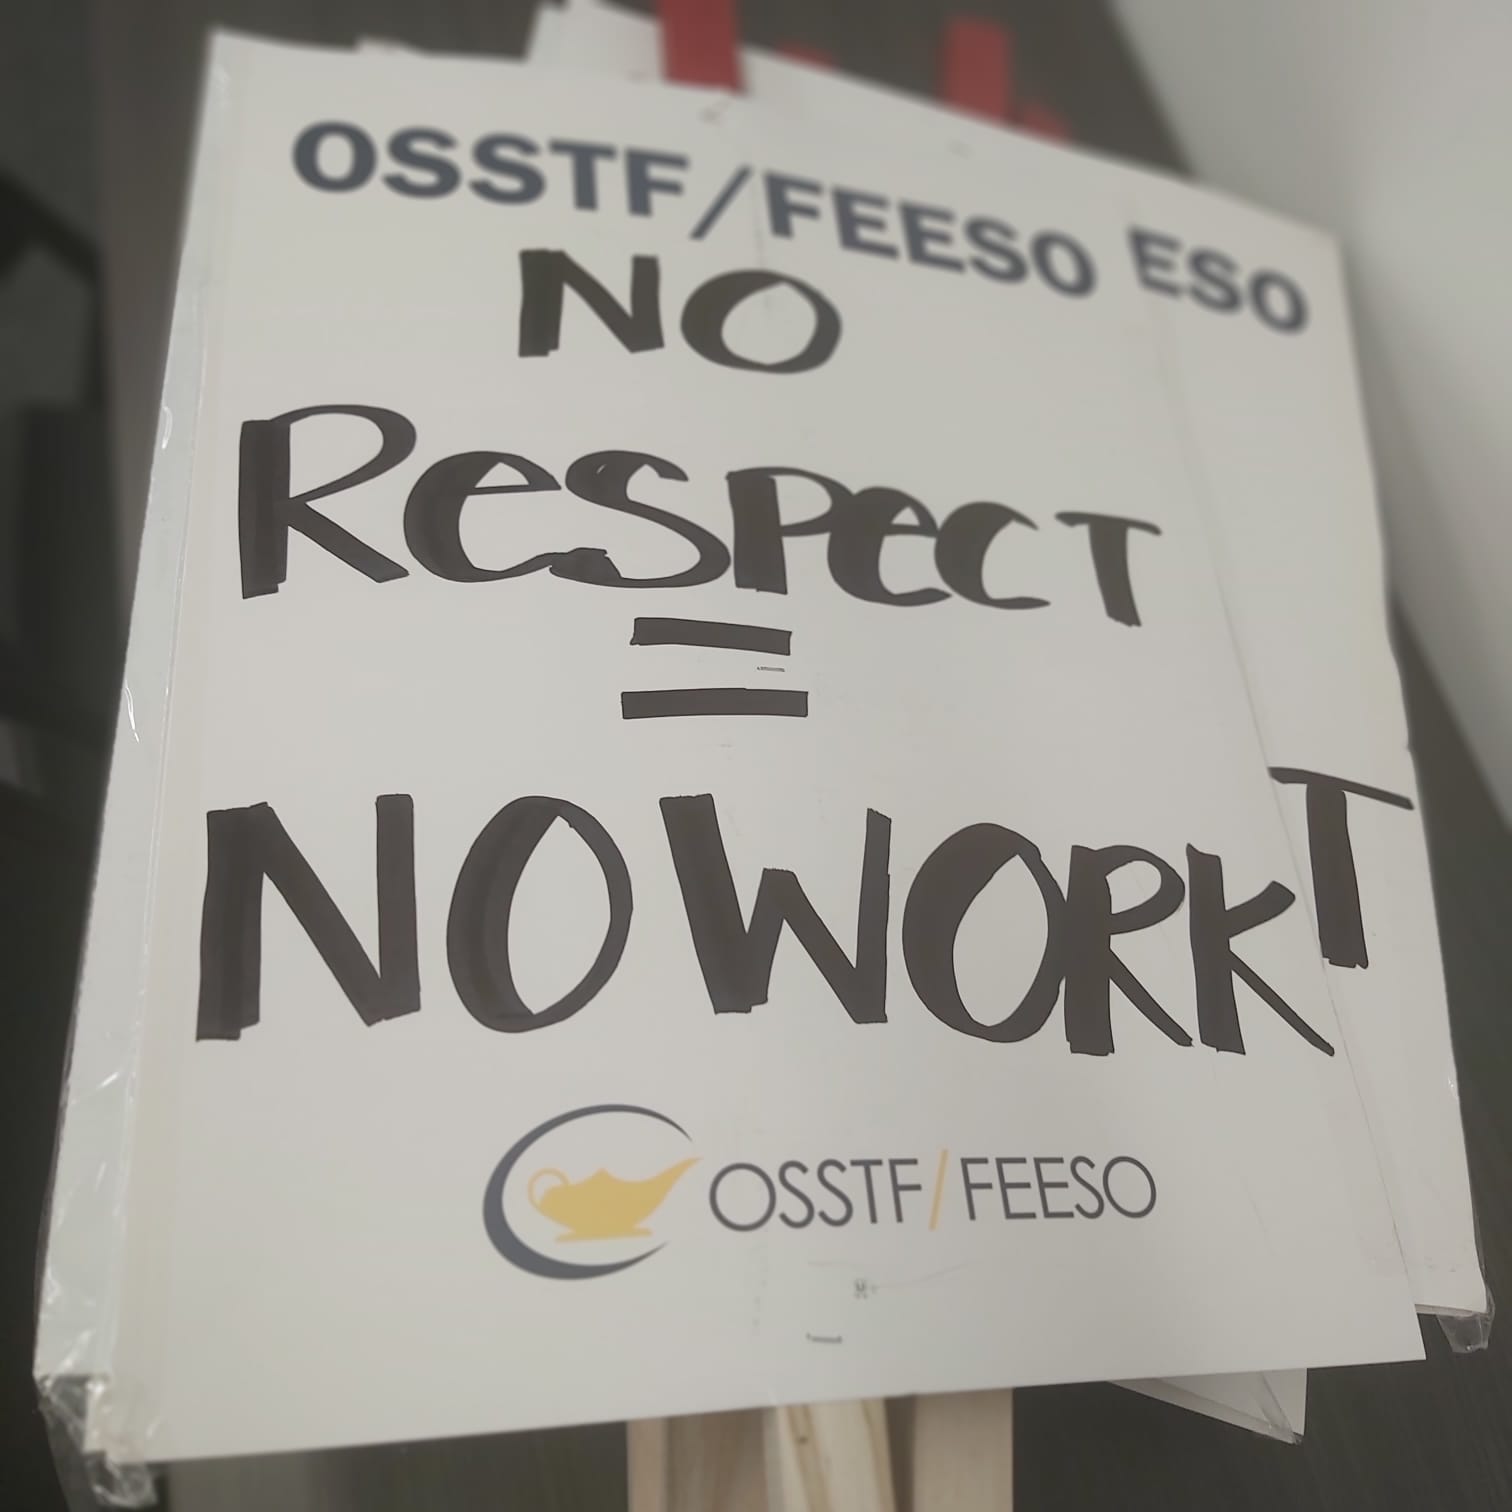 OSSTF/FEESO ESO
NO
ResPecT
=
NO WORK T
OSSTF/FEESO